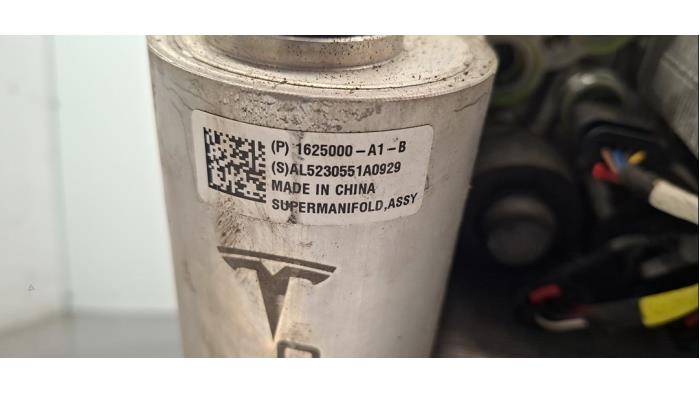 (P) 1625000-A1-B
(S)AL5230551A0929
MADE IN CHINA
SUPERMANIFOLD,ASSY